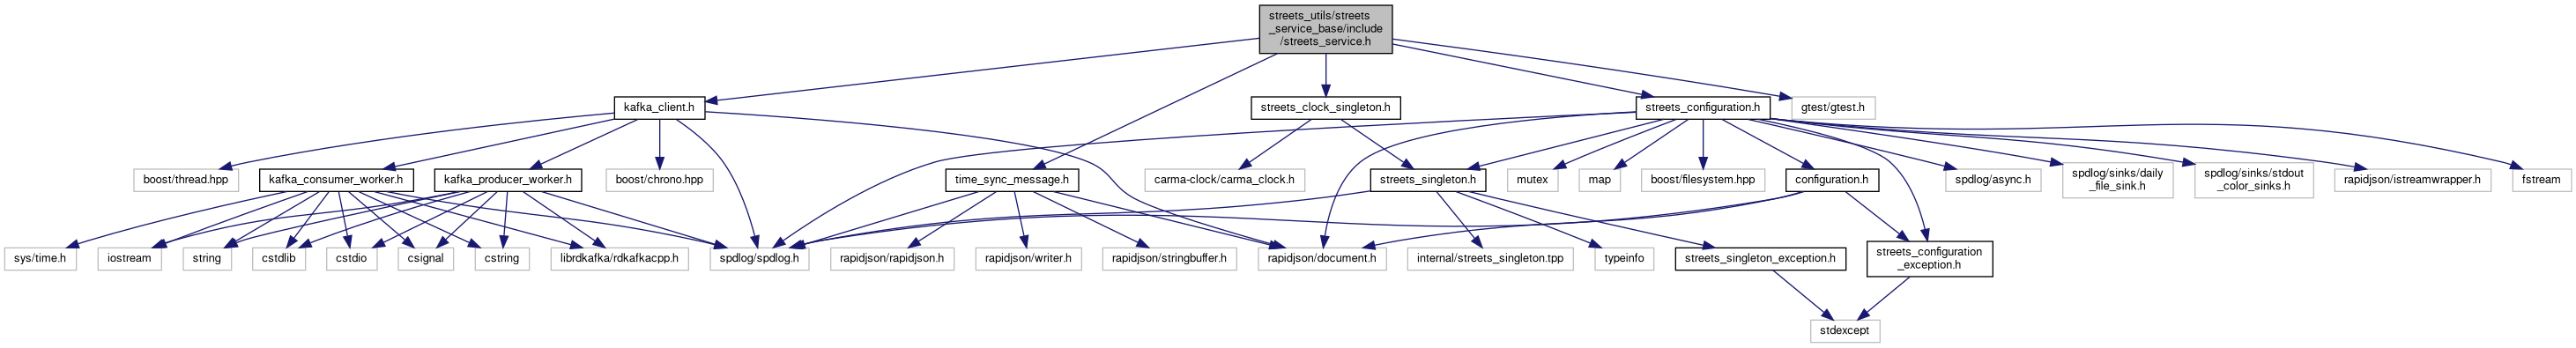 streets_utils/streets
_service_base/include
/streets_service.h
kafka_client.h
streets_clock_singleton.h
streets_configuration.h
gtest/gtest.h
boost/thread.hpp
kafka_consumer_worker.h
kafka_producer_worker.h
boost/chrono.hpp
time_sync_message.h
carma-clock/carma_clock.h
streets_singleton.h
mutex
map
boost/filesystem.hpp
configuration.h
spdlog/async.h
spdlog/sinks/daily
_file_sink.h
spdlog/sinks/stdout
_color_sinks.h
rapidjson/istreamwrapper.h
fstream
sys/time.h
iostream
string
cstdlib
cstdio
csignal
cstring
librdkafka/rdkafkacpp.h
spdlog/spdlog.h
rapidjson/rapidjson.h
rapidjson/writer.h
rapidjson/stringbuffer.h
rapidjson/document.h
internal/streets_singleton.tpp
typeinfo
streets_singleton_exception.h
streets_configuration
_exception.h
stdexcept